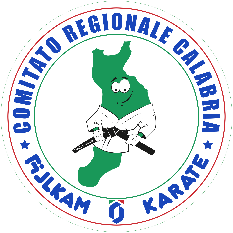 COMITATO REGIONALE CALABRIA
FIJLKAM KARATE